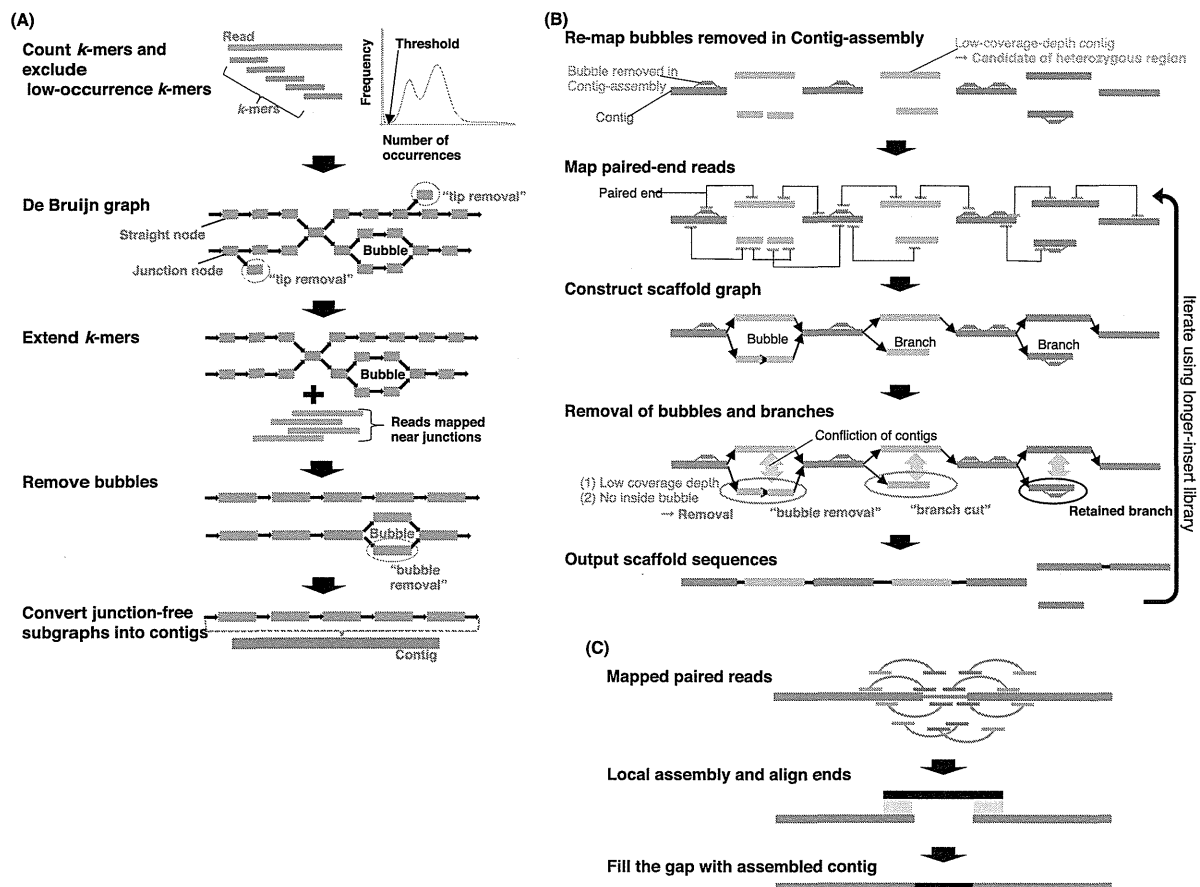 (A)
Count k-mers and
exclude
low-occurrence k-mers
Read
k-mers
Frequency
Threshold
Number of
occurrences
De Bruijn graph
"tip removal"
Straight node
Bubble
Junction node
"tip removal"
Extend k-mers
Bubble
Reads mapped
near junctions
Remove bubbles
Bubble
"bubble
removal"
Convert junction-free
subgraphs into contigs
Contig
(B)
Re-map bubbles removed in Contig-assembly
Low-coverage-depth contig
→ Candidate of heterozygous region
Bubble removed in
Contig-assembly
Contig
Map paired-end reads
Paired end
Construct scaffold graph
Bubble
Branch
Branch
Removal of bubbles and branches
Confliction of contigs
(1) Low coverage depth
(2) No inside bubble
→ Removal
"bubble removal"
"branch cut"
Retained branch
Output scaffold sequences
Iterate using longer-insert library
(C)
Mapped paired reads
Local assembly and align ends
Fill the gap with assembled contig